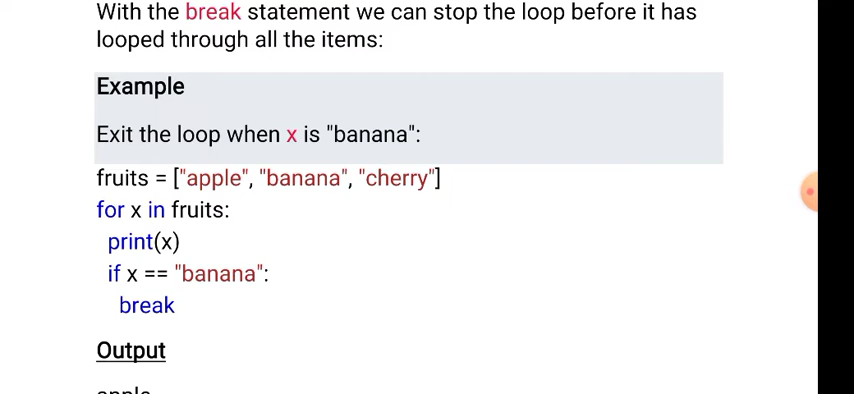 With the break statement we can stop the loop before it has
looped through all the items:
Example
Exit the loop when x is "banana":
fruits = ["apple", "banana", "cherry"]
for x in fruits:
  print(x)
  if x == "banana":
    break
Output